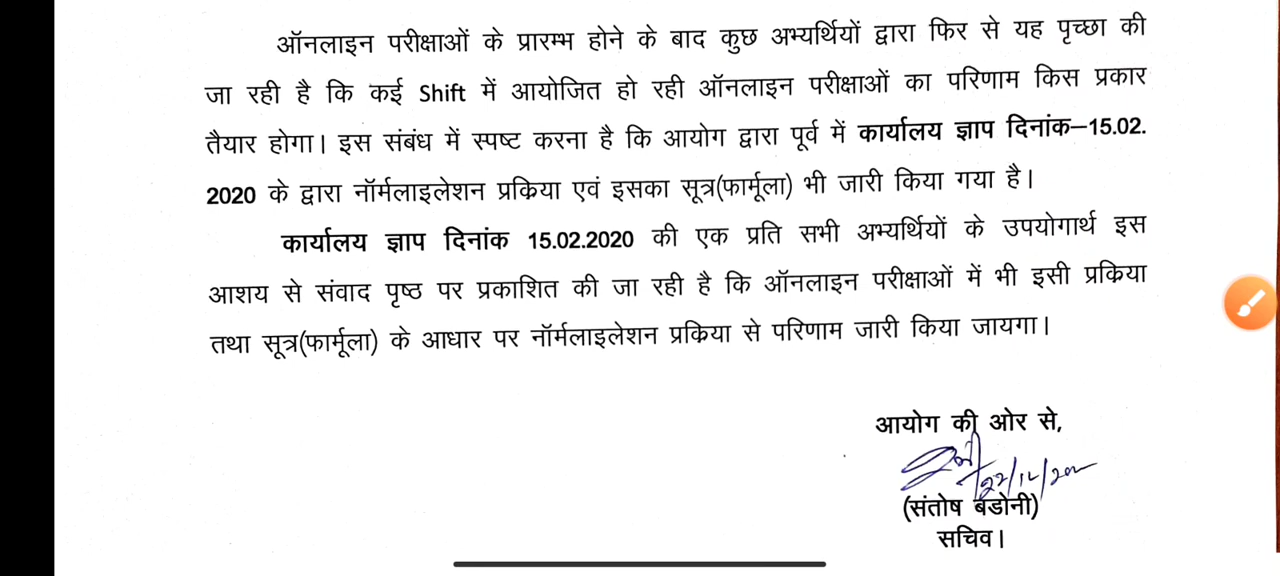 ऑनलाइन परीक्षाओं के प्रारम्भ होने के बाद कुछ अभ्यर्थियों द्वारा फिर से यह पृच्छा की
जा रही है कि कई Shift में आयोजित हो रही ऑनलाइन परीक्षाओं का परिणाम किस प्रकार
तैयार होगा। इस संबंध में स्पष्ट करना है कि आयोग द्वारा पूर्व में कार्यालय ज्ञाप दिनांक–15.02.
2020 के द्वारा नॉर्मलाइलेशन प्रक्रिया एवं इसका सूत्र(फार्मूला) भी जारी किया गया है।
कार्यालय ज्ञाप दिनांक 15.02.2020 की एक प्रति सभी अभ्यर्थियों के उपयोगार्थ इस
आशय से संवाद पृष्ठ पर प्रकाशित की जा रही है कि ऑनलाइन परीक्षाओं में भी इसी प्रक्रिया
तथा सूत्र(फार्मूला) के आधार पर नॉर्मलाइलेशन प्रक्रिया से परिणाम जारी किया जायगा।
आयोग की ओर से,
(संतोष बडोनी)
सचिव।